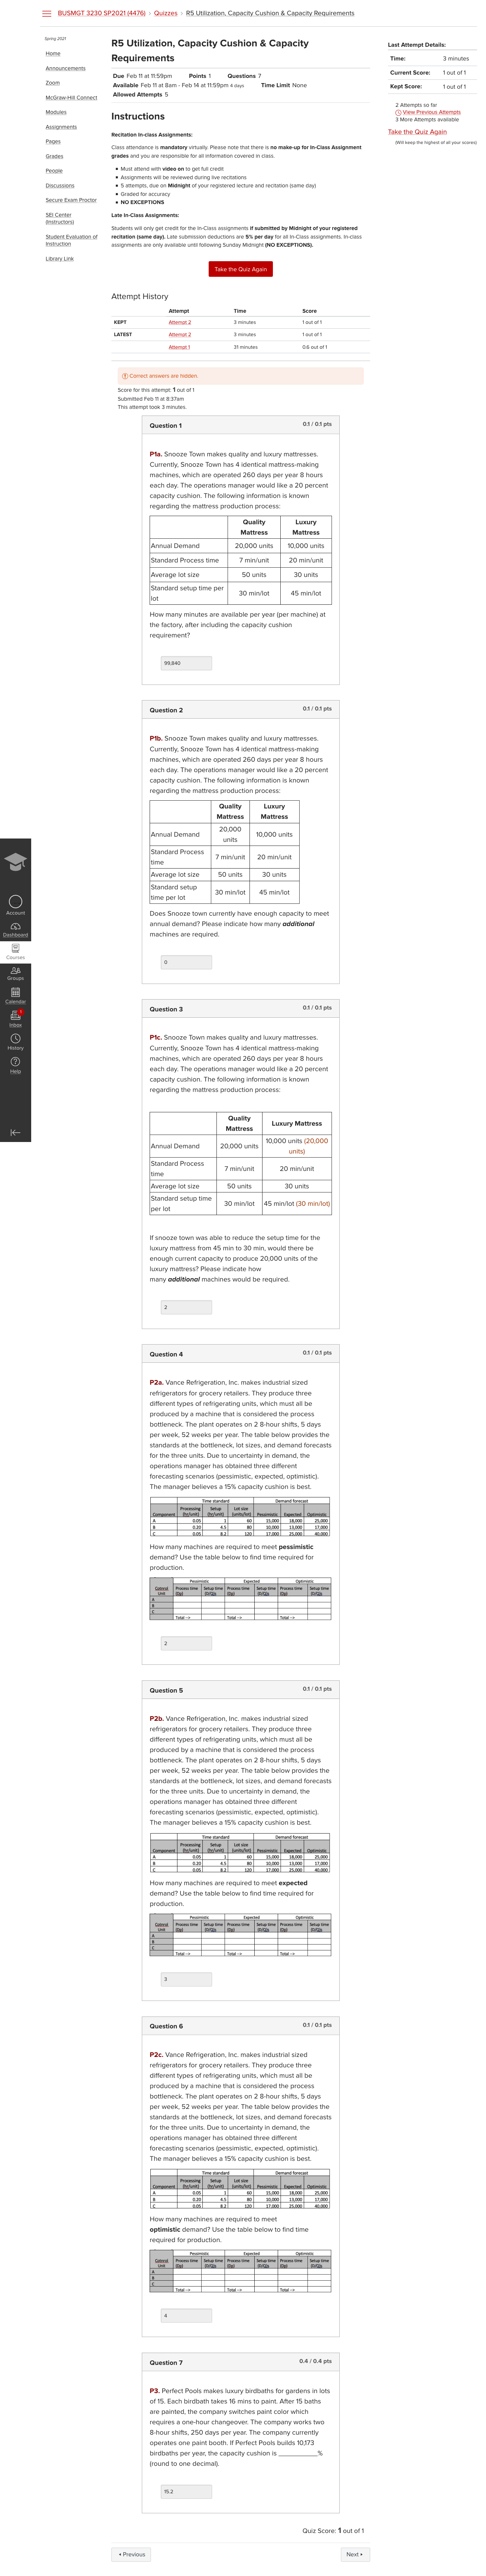 BUSMGT 3230 SP2021 (4476) › Quizzes › R5 Utilization, Capacity Cushion & Capacity Requirements
Spring 2021
Home
Announcements
Zoom
McGraw-Hill Connect
Modules
Assignments
Pages
Grades
People
Discussions
Secure Exam Proctor
SEI Center
(Instructors)
Student Evaluation of
Instruction
Library Link
Account
Dashboard
Courses
Groups
Calendar
Inbox
History
Help
R5 Utilization, Capacity Cushion & Capacity
Requirements
Due Feb 11 at 11:59pm Points 1 Questions 7
Available Feb 11 at 8am - Feb 14 at 11:59pm 4 days Time Limit None
Allowed Attempts 5
Instructions
Recitation In-class Assignments:
Class attendance is mandatory virtually. Please note that there is no make-up for In-Class Assignment
grades and you are responsible for all information covered in class.
Must attend with video on to get full credit
Assignments will be reviewed during live recitations
5 attempts, due on Midnight of your registered lecture and recitation (same day)
Graded for accuracy
NO EXCEPTIONS
Late In-Class Assignments:
Students will only get credit for the In-Class assignments if submitted by Midnight of your registered
recitation (same day). Late submission deductions are 5% per day for all in-Class assignments. In-class
assignments are only available until following Sunday Midnight (NO EXCEPTIONS).
Take the Quiz Again
Attempt History
Attempt Time Score
KEPT Attempt 2 3 minutes 1 out of 1
LATEST Attempt 2 3 minutes 1 out of 1
Attempt 1 31 minutes 0.6 out of 1
Correct answers are hidden.
Score for this attempt: 1 out of 1
Submitted Feb 11 at 8:37am
This attempt took 3 minutes.
Question 1 0.1 / 0.1 pts
P1a. Snooze Town makes quality and luxury mattresses.
Currently, Snooze Town has 4 identical mattress-making
machines, which are operated 260 days per year 8 hours
each day. The operations manager would like a 20 percent
capacity cushion. The following information is known
regarding the mattress production process:
Quality Mattress Luxury Mattress
Annual Demand 20,000 units 10,000 units
Standard Process time 7 min/unit 20 min/unit
Average lot size 50 units 30 units
Standard setup time per lot 30 min/lot 45 min/lot
How many minutes are available per year (per machine) at
the factory, after including the capacity cushion
requirement?
99,840
Question 2 0.1 / 0.1 pts
P1b. Snooze Town makes quality and luxury mattresses.
Currently, Snooze Town has 4 identical mattress-making
machines, which are operated 260 days per year 8 hours
each day. The operations manager would like a 20 percent
capacity cushion. The following information is known
regarding the mattress production process:
Quality Mattress Luxury Mattress
Annual Demand 20,000 units 10,000 units
Standard Process time 7 min/unit 20 min/unit
Average lot size 50 units 30 units
Standard setup time per lot 30 min/lot 45 min/lot
Does Snooze town currently have enough capacity to meet
annual demand? Please indicate how many additional
machines are required.
0
Question 3 0.1 / 0.1 pts
P1c. Snooze Town makes quality and luxury mattresses.
Currently, Snooze Town has 4 identical mattress-making
machines, which are operated 260 days per year 8 hours
each day. The operations manager would like a 20 percent
capacity cushion. The following information is known
regarding the mattress production process:
Quality Mattress Luxury Mattress
Annual Demand 20,000 units 10,000 units (20,000 units)
Standard Process time 7 min/unit 20 min/unit
Average lot size 50 units 30 units
Standard setup time per lot 30 min/lot 45 min/lot (30 min/lot)
If snooze town was able to reduce the setup time for the
luxury mattress from 45 min to 30 min, would there be
enough current capacity to produce 20,000 units of the
luxury mattress? Please indicate how
many additional machines would be required.
2
Question 4 0.1 / 0.1 pts
P2a. Vance Refrigeration, Inc. makes industrial sized
refrigerators for grocery retailers. They produce three
different types of refrigerating units, which must all be
produced by a machine that is considered the process
bottleneck. The plant operates on 2 8-hour shifts, 5 days
per week, 52 weeks per year. The table below provides the
standards at the bottleneck, lot sizes, and demand forecasts
for the three units. Due to uncertainty in demand, the
operations manager has obtained three different
forecasting scenarios (pessimistic, expected, optimistic).
The manager believes a 15% capacity cushion is best.
Time standard Demand forecast
Component Processing (hr/unit) Setup (hr/unit) Lot size (units/lot) Pessimistic Expected Optimistic
A 0.05 1 60 15,000 18,000 25,000
B 0.20 4.5 80 10,000 13,000 17,000
C 0.05 8.2 120 17,000 25,000 40,000
How many machines are required to meet pessimistic
demand? Use the table below to find time required for
production.
Pessimistic Expected Optimistic
Control Unit Process time (Dp) Setup time (D/Q)s Process time (Dp) Setup time (D/Q)s Process time (Dp) Setup time (D/Q)s
A
B
C
Total --> Total --> Total -->
2
Question 5 0.1 / 0.1 pts
P2b. Vance Refrigeration, Inc. makes industrial sized
refrigerators for grocery retailers. They produce three
different types of refrigerating units, which must all be
produced by a machine that is considered the process
bottleneck. The plant operates on 2 8-hour shifts, 5 days
per week, 52 weeks per year. The table below provides the
standards at the bottleneck, lot sizes, and demand forecasts
for the three units. Due to uncertainty in demand, the
operations manager has obtained three different
forecasting scenarios (pessimistic, expected, optimistic).
The manager believes a 15% capacity cushion is best.
Time standard Demand forecast
Component Processing (hr/unit) Setup (hr/unit) Lot size (units/lot) Pessimistic Expected Optimistic
A 0.05 1 60 15,000 18,000 25,000
B 0.20 4.5 80 10,000 13,000 17,000
C 0.05 8.2 120 17,000 25,000 40,000
How many machines are required to meet expected
demand? Use the table below to find time required for
production.
Pessimistic Expected Optimistic
Control Unit Process time (Dp) Setup time (D/Q)s Process time (Dp) Setup time (D/Q)s Process time (Dp) Setup time (D/Q)s
A
B
C
Total --> Total --> Total -->
3
Question 6 0.1 / 0.1 pts
P2c. Vance Refrigeration, Inc. makes industrial sized
refrigerators for grocery retailers. They produce three
different types of refrigerating units, which must all be
produced by a machine that is considered the process
bottleneck. The plant operates on 2 8-hour shifts, 5 days
per week, 52 weeks per year. The table below provides the
standards at the bottleneck, lot sizes, and demand forecasts
for the three units. Due to uncertainty in demand, the
operations manager has obtained three different
forecasting scenarios (pessimistic, expected, optimistic).
The manager believes a 15% capacity cushion is best.
Time standard Demand forecast
Component Processing (hr/unit) Setup (hr/unit) Lot size (units/lot) Pessimistic Expected Optimistic
A 0.05 1 60 15,000 18,000 25,000
B 0.20 4.5 80 10,000 13,000 17,000
C 0.05 8.2 120 17,000 25,000 40,000
How many machines are required to meet
optimistic demand? Use the table below to find time
required for production.
Pessimistic Expected Optimistic
Control Unit Process time (Dp) Setup time (D/Q)s Process time (Dp) Setup time (D/Q)s Process time (Dp) Setup time (D/Q)s
A
B
C
Total --> Total --> Total -->
4
Question 7 0.4 / 0.4 pts
P3. Perfect Pools makes luxury birdbaths for gardens in lots
of 15. Each birdbath takes 16 mins to paint. After 15 baths
are painted, the company switches paint color which
requires a one-hour changeover. The company works two
8-hour shifts, 250 days per year. The company currently
operates one paint booth. If Perfect Pools builds 10,173
birdbaths per year, the capacity cushion is __________%
(round to one decimal).
15.2
Quiz Score: 1 out of 1
Previous
Next
Last Attempt Details:
Time: 3 minutes
Current Score: 1 out of 1
Kept Score: 1 out of 1
2 Attempts so far
View Previous Attempts
3 More Attempts available
Take the Quiz Again
(Will keep the highest of all your scores)